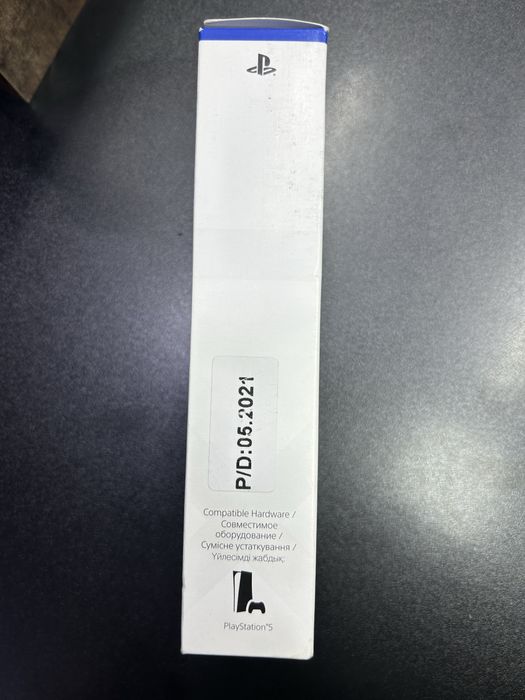 P/D:05.2021
Compatible Hardware /
Совместимое
оборудование /
Сумісне устаткування /
Үйлесімді жабдық:
PlayStation®5